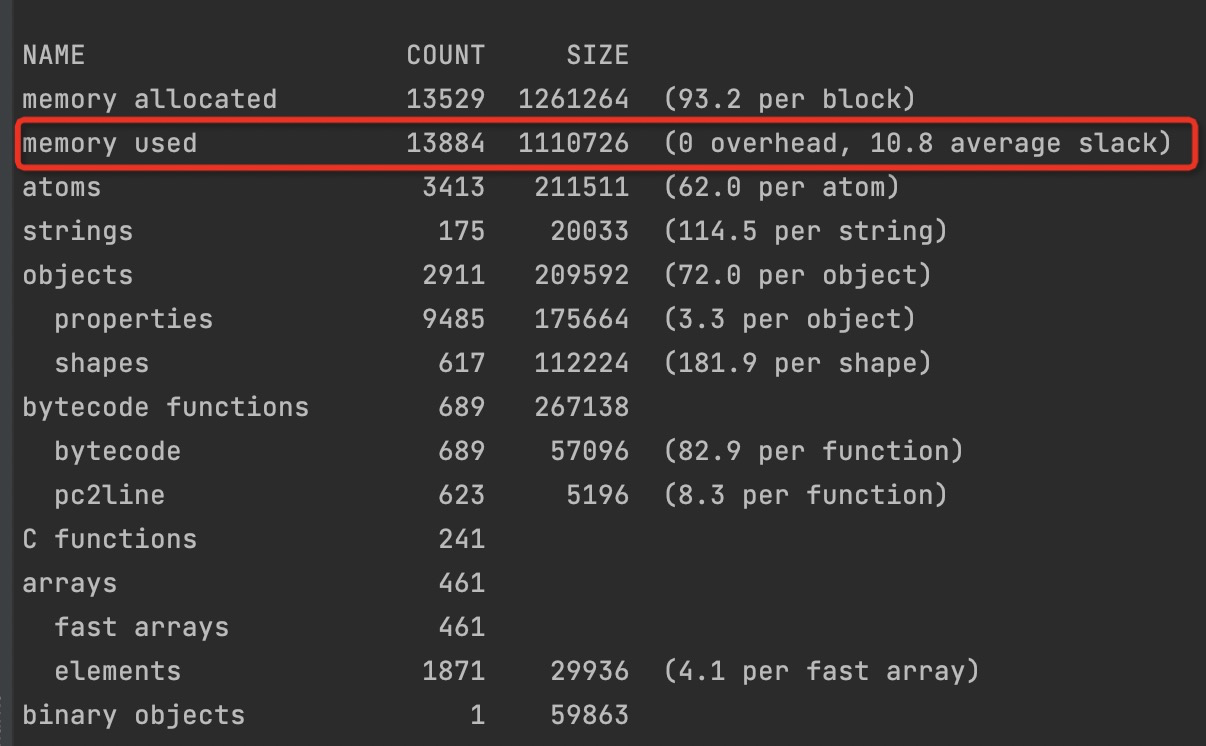 NAME COUNT SIZE
memory allocated 13529 1261264 (93.2 per block)
memory used 13884 1110726 (0 overhead, 10.8 average slack)
atoms 3413 211511 (62.0 per atom)
strings 175 20033 (114.5 per string)
objects 2911 209592 (72.0 per object)
properties 9485 175664 (3.3 per object)
shapes 617 112224 (181.9 per shape)
bytecode functions 689 267138
bytecode 689 57096 (82.9 per function)
pc2line 623 5196 (8.3 per function)
C functions 241
arrays 461
fast arrays 461
elements 1871 29936 (4.1 per fast array)
binary objects 1 59863